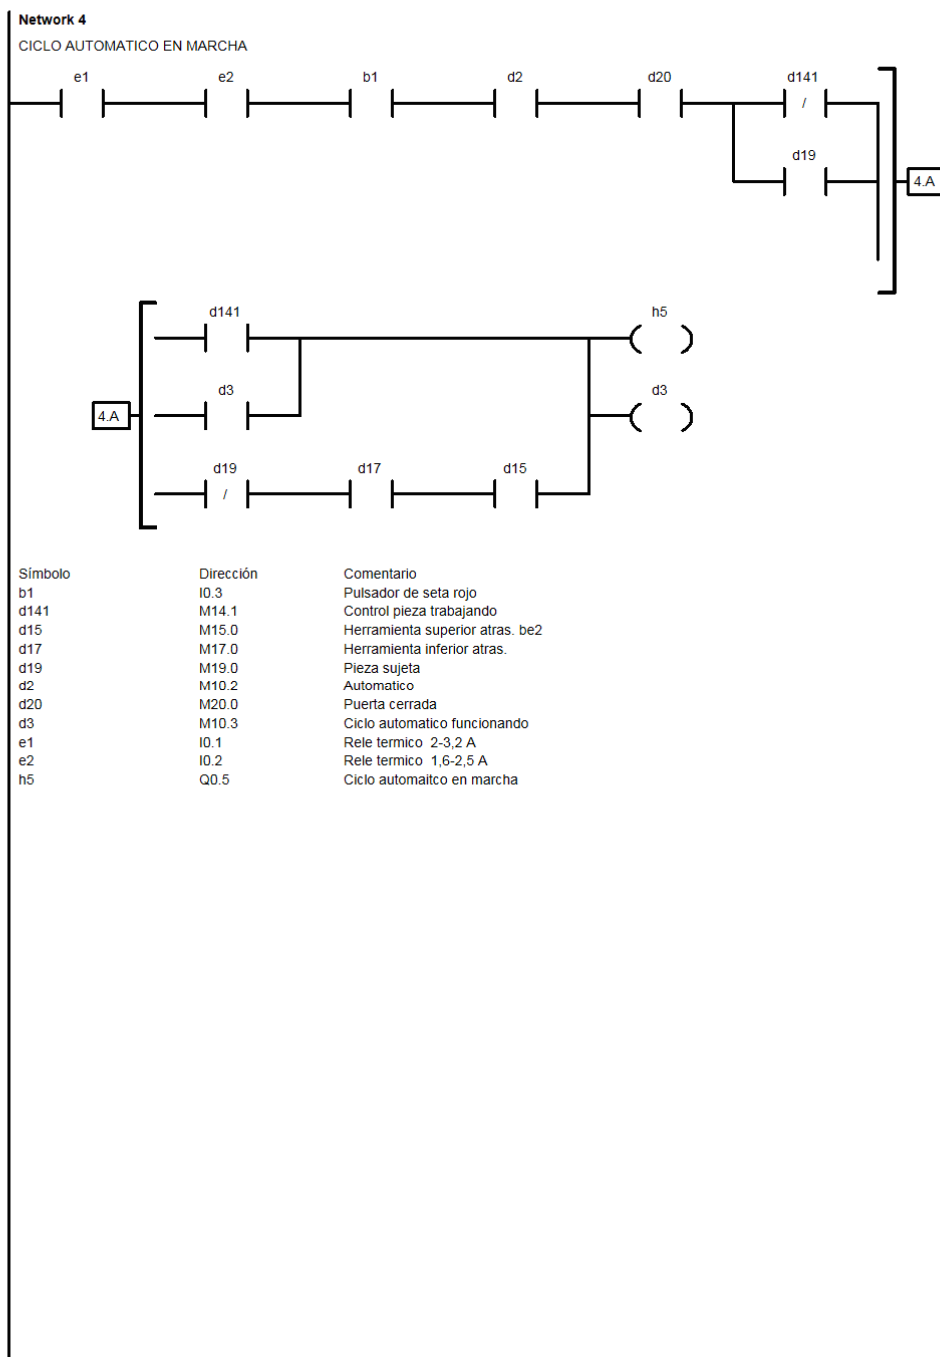 Network 4
CICLO AUTOMATICO EN MARCHA
e1 e2 b1 d2 d20 d141
/
d19
4.A
d141 h5
d3 d3
4.A
d19 d17 d15
/
Símbolo Dirección Comentario
b1 I0.3 Pulsador de seta rojo
d141 M14.1 Control pieza trabajando
d15 M15.0 Herramienta superior atras. be2
d17 M17.0 Herramienta inferior atras.
d19 M19.0 Pieza sujeta
d2 M10.2 Automatico
d20 M20.0 Puerta cerrada
d3 M10.3 Ciclo automatico funcionando
e1 I0.1 Rele termico 2-3,2 A
e2 I0.2 Rele termico 1,6-2,5 A
h5 Q0.5 Ciclo automaitco en marcha